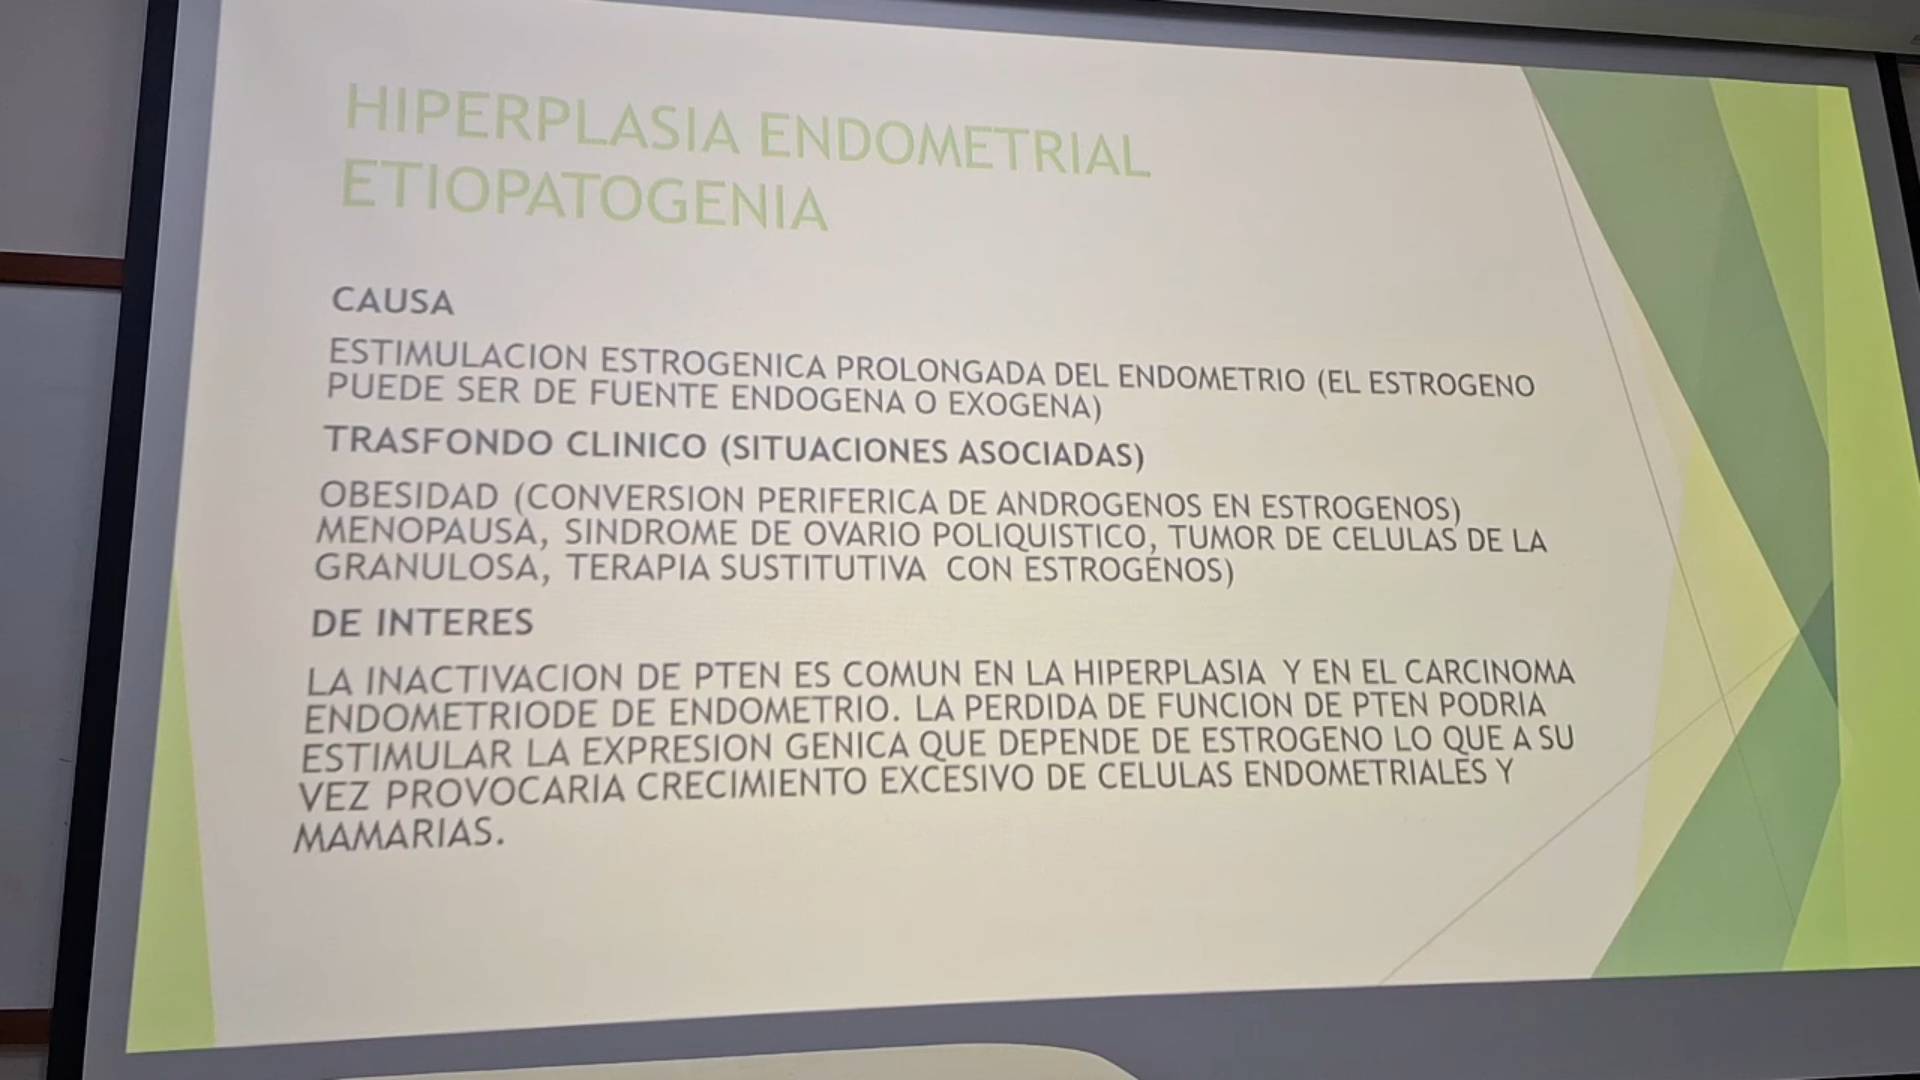 HIPERPLASIA ENDOMETRIAL
ETIOPATOGENIA
CAUSA
ESTIMULACION ESTROGENICA PROLONGADA DEL ENDOMETRIO (EL ESTROGENO
PUEDE SER DE FUENTE ENDOGENA O EXOGENA)
TRASFONDO CLINICO (SITUACIONES ASOCIADAS)
OBESIDAD (CONVERSION PERIFERICA DE ANDROGENOS EN ESTROGENOS)
MENOPAUSA, SINDROME DE OVARIO POLIQUISTICO, TUMOR DE CELULAS DE LA
GRANULOSA, TERAPIA SUSTITUTIVA CON ESTROGENOS)
DE INTERES
LA INACTIVACION DE PTEN ES COMUN EN LA HIPERPLASIA Y EN EL CARCINOMA
ENDOMETRIODE DE ENDOMETRIO. LA PERDIDA DE FUNCION DE PTEN PODRIA
ESTIMULAR LA EXPRESION GENICA QUE DEPENDE DE ESTROGENO LO QUE A SU
VEZ PROVOCARIA CRECIMIENTO EXCESIVO DE CELULAS ENDOMETRIALES Y
MAMARIAS.